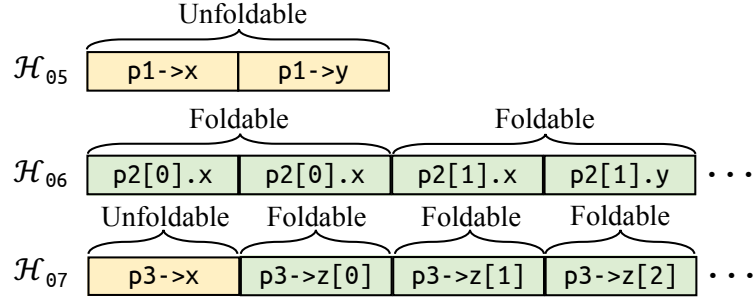 Unfoldable
ℋ05 p1->x p1->y
Foldable Foldable
ℋ06 p2[0].x p2[0].x p2[1].x p2[1].y ...
Unfoldable Foldable Foldable Foldable
ℋ07 p3->x p3->z[0] p3->z[1] p3->z[2] ...